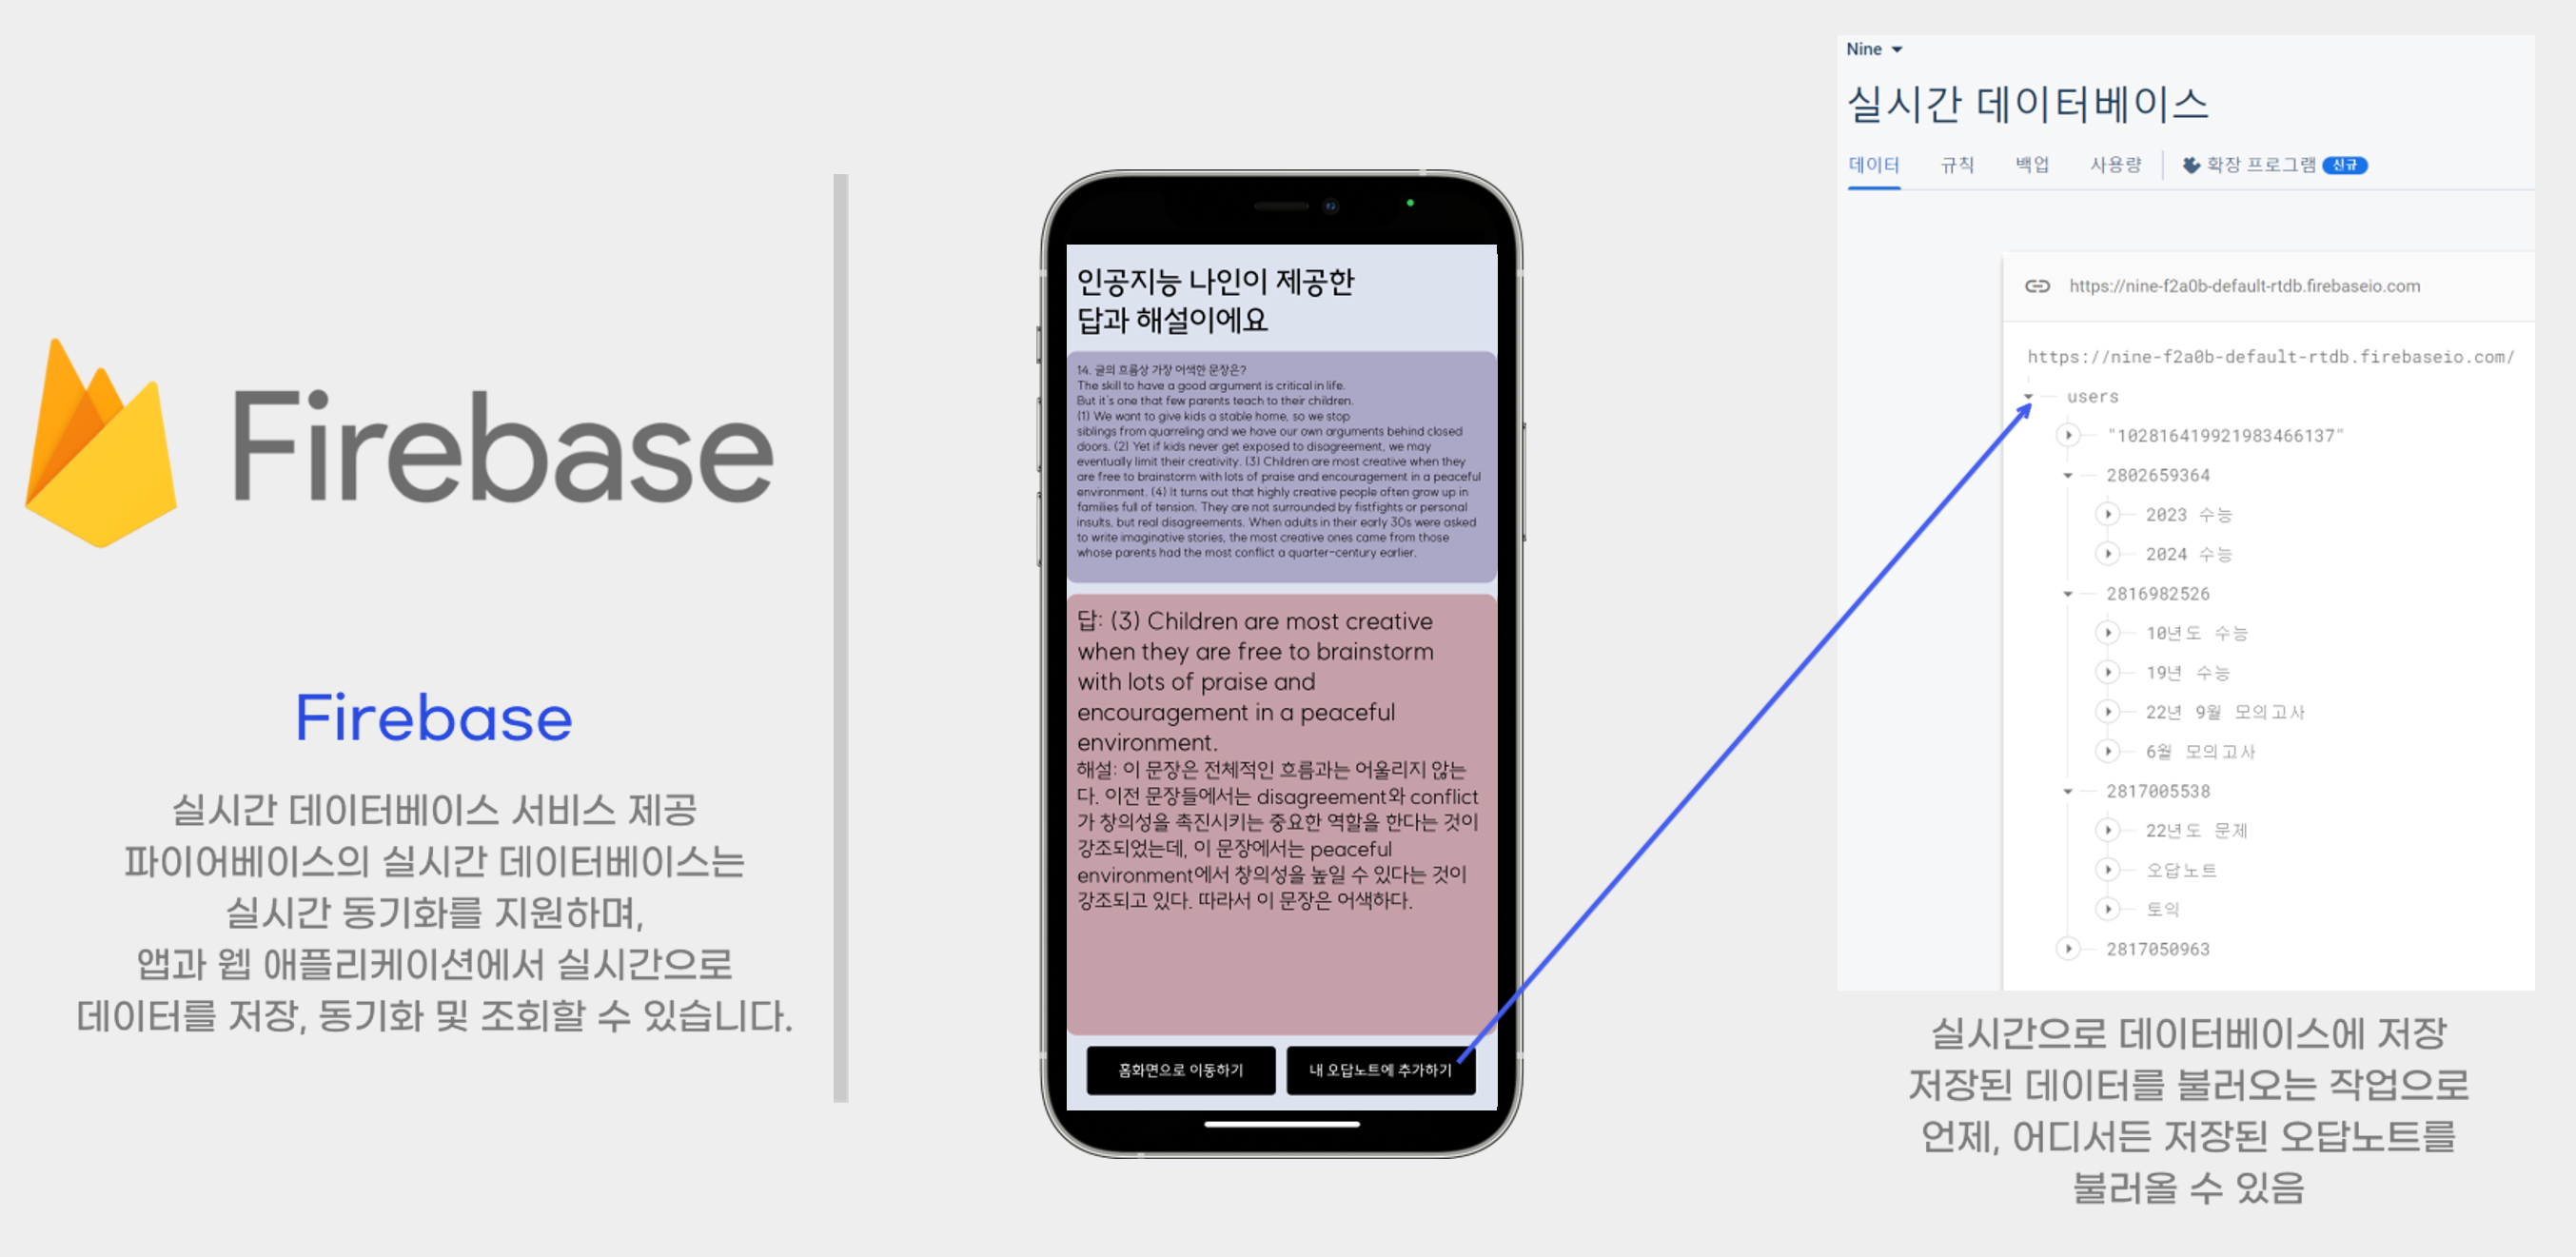 Firebase
Firebase
실시간 데이터베이스 서비스 제공
파이어베이스의 실시간 데이터베이스는
실시간 동기화를 지원하며,
앱과 웹 애플리케이션에서 실시간으로
데이터를 저장, 동기화 및 조회할 수 있습니다.
인공지능 나인이 제공한
답과 해설이에요
14. 글의 흐름상 가장 어색한 문장은?
The skill to have a good argument is critical in life.
But it's one that few parents teach to their children.
(1) We want to give kids a stable home, so we stop
siblings from quarreling and we have our own arguments behind closed
doors. (2) Yet if kids never get exposed to disagreement, we may
eventually limit their creativity. (3) Children are most creative when they
are free to brainstorm with lots of praise and encouragement in a peaceful
environment. (4) It turns out that highly creative people often grow up in
families full of tension. They are not surrounded by fistfights or personal
insults, but real disagreements. When adults in their early 30s were asked
to write imaginative stories, the most creative ones came from those
whose parents had the most conflict a quarter-century earlier.
답: (3) Children are most creative
when they are free to brainstorm
with lots of praise and
encouragement in a peaceful
environment.
해설: 이 문장은 전체적인 흐름과는 어울리지 않는
다. 이전 문장들에서는 disagreement와 conflict
가 창의성을 촉진시키는 중요한 역할을 한다는 것이
강조되었는데, 이 문장에서는 peaceful
environment에서 창의성을 높일 수 있다는 것이
강조되고 있다. 따라서 이 문장은 어색하다.
홈화면으로 이동하기
내 오답노트에 추가하기
Nine
실시간 데이터베이스
데이터 규칙 백업 사용량 확장 프로그램 신규
https://nine-f2a0b-default-rtdb.firebaseio.com
https://nine-f2a0b-default-rtdb.firebaseio.com/
users
"102816419921983466137"
2802659364
2023 수능
2024 수능
2816982526
10년도 수능
19년 수능
22년 9월 모의고사
6월 모의고사
2817005538
22년도 문제
오답노트
토익
2817050963
실시간으로 데이터베이스에 저장
저장된 데이터를 불러오는 작업으로
언제, 어디서든 저장된 오답노트를
불러올 수 있음